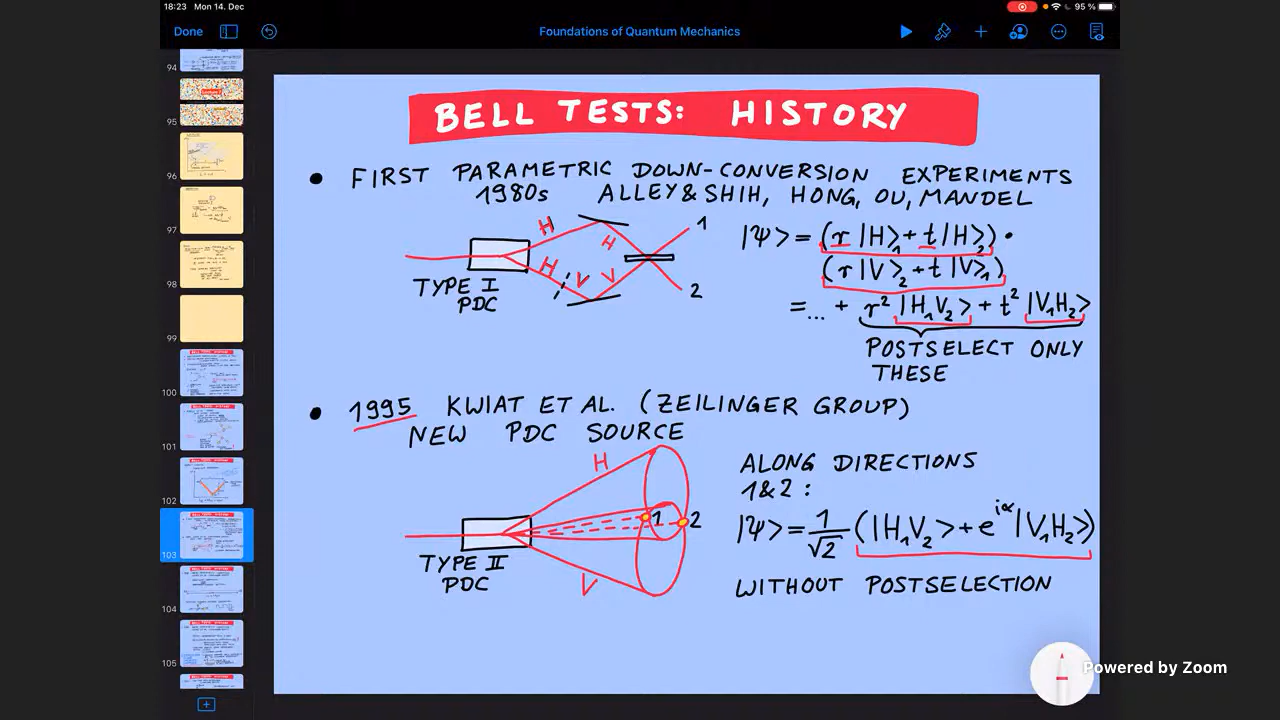 18:23 Mon 14. Dec
95 %
Done
Foundations of Quantum Mechanics
94
95
96
97
98
99
100
101
102
103
104
105
BELL TESTS: HISTORY
• FIRST PARAMETRIC DOWN-CONVERSION EXPERIMENTS
1980s ALLEY & SHIH, HONG, OU, MANDEL
H
H
H
V
V
1
2
TYPE I
PDC
|Ψ> = (r |H>₁ + t |H>₂) •
(r |V>₂ + t |V>₁)
= ... + r² |H₁V₂> + t² |V₁H₂>
POSTSELECT ONLY
THESE
• 1995 KWIAT ET AL. (ZEILINGER GROUP)
NEW PDC SOURCE
H
1
2
V
TYPE II
PDC
ALONG DIRECTIONS
1&2 :
|Ψ> = 1/√2 (|H₁V₂> + e^{iα} |V₁H₂>)
WITHOUT POSTSELECTION
Powered by Zoom